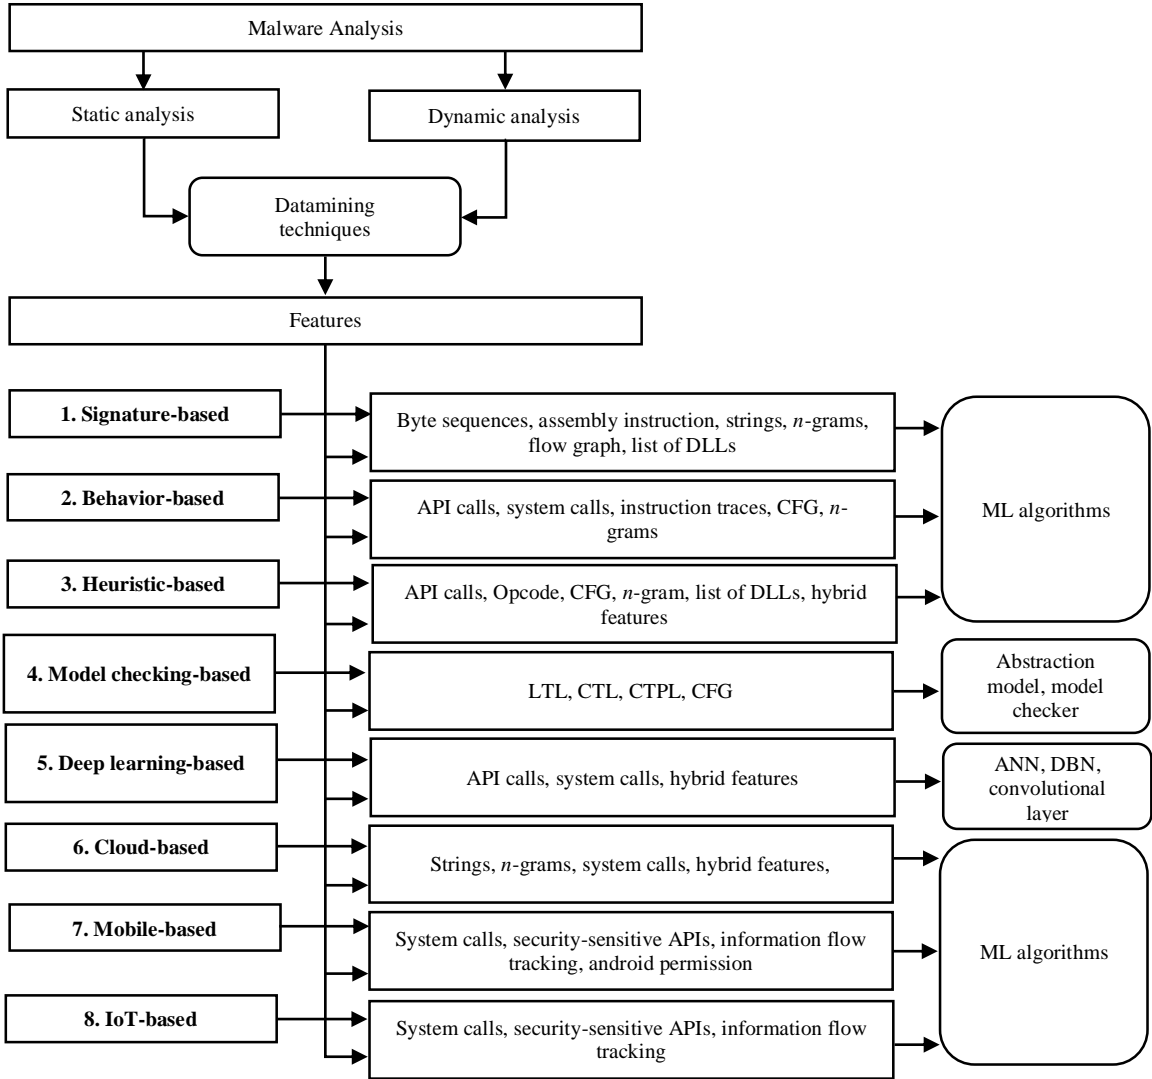 Malware Analysis
Static analysis
Dynamic analysis
Datamining
techniques
Features
1. Signature-based
Byte sequences, assembly instruction, strings, n-grams,
flow graph, list of DLLs
2. Behavior-based
API calls, system calls, instruction traces, CFG, n-
grams
ML algorithms
3. Heuristic-based
API calls, Opcode, CFG, n-gram, list of DLLs, hybrid
features
4. Model checking-based
LTL, CTL, CTPL, CFG
Abstraction
model, model
checker
5. Deep learning-based
API calls, system calls, hybrid features
ANN, DBN,
convolutional
layer
6. Cloud-based
Strings, n-grams, system calls, hybrid features,
7. Mobile-based
System calls, security-sensitive APIs, information flow
tracking, android permission
ML algorithms
8. IoT-based
System calls, security-sensitive APIs, information flow
tracking